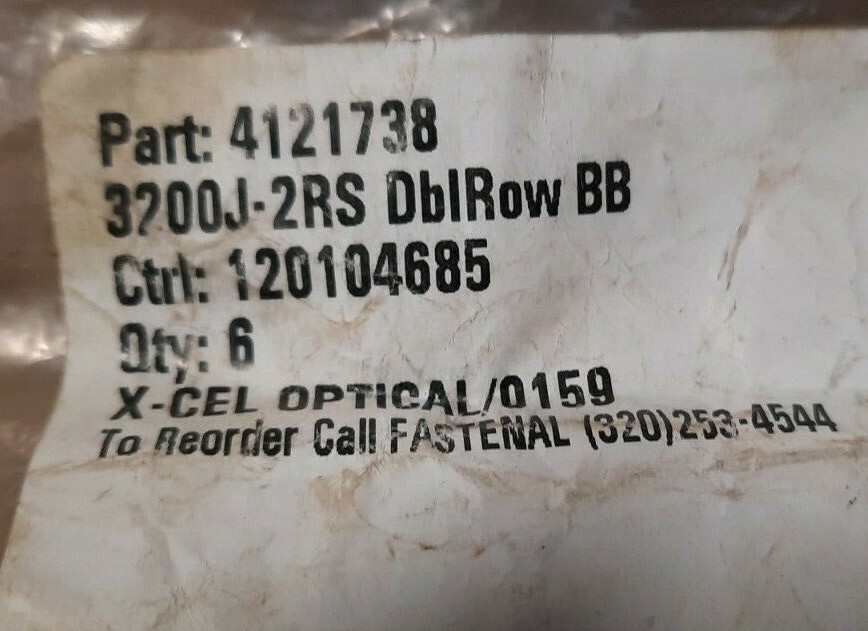 Part: 4121738
3200J-2RS DblRow BB
Ctrl: 120104685
Qty: 6
X-CEL OPTICAL/0159
To Reorder Call FASTENAL (320)253-4544